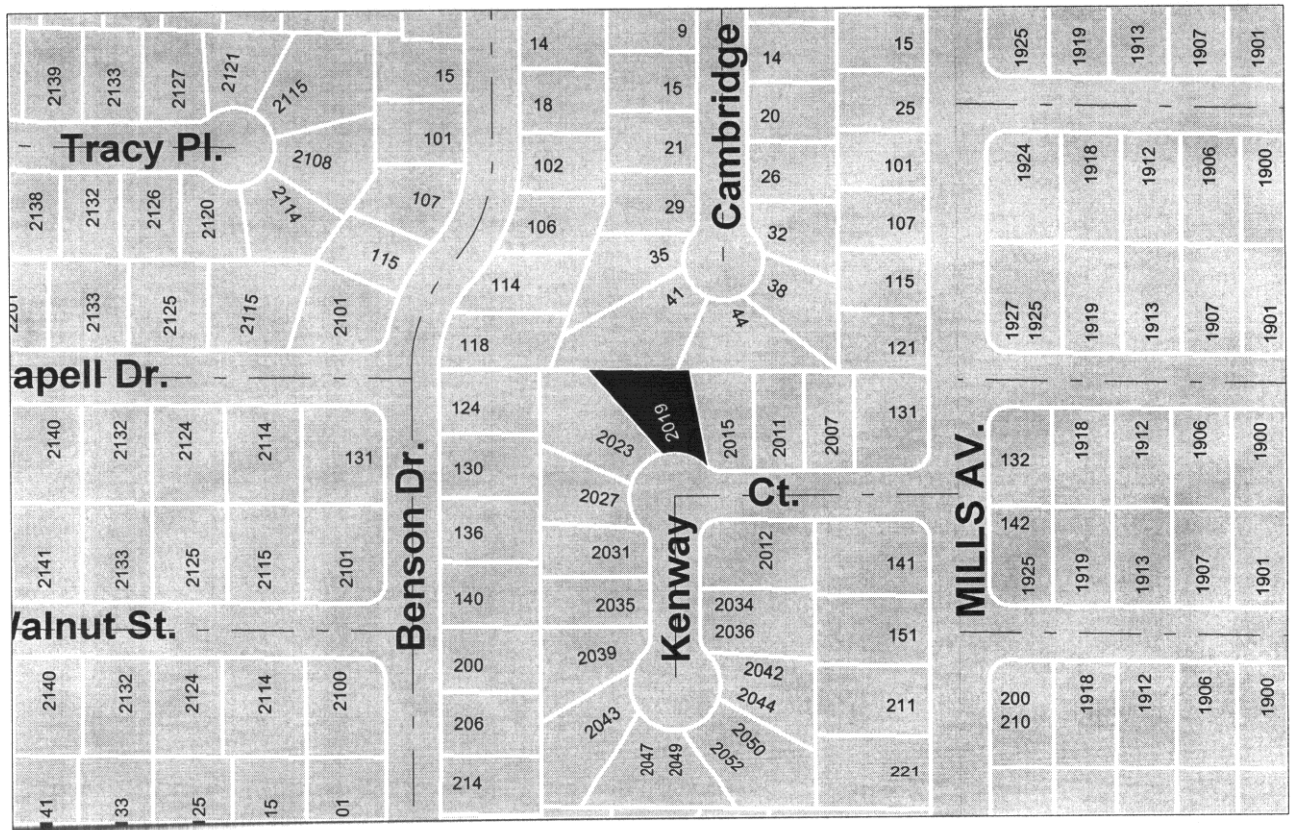 2139 2133 2127 2121 2115 15 14 9 14 15 1925 1919 1913 1907 1901
Tracy Pl. 2108 101 18 15 Cambridge 20 25
102 21 26 101 1924 1918 1912 1906 1900
2138 2132 2126 2120 2114 107 106 29 32 107
115 114 35 41 44 38 115
2201 2133 2125 2115 2101 118 121 1927 1925 1919 1913 1907 1901
apell Dr.
2140 2132 2124 2114 131 124 2023 2019 2015 2011 2007 131 132 1918 1912 1906 1900
Benson Dr. 130 2027 Ct. MILLS AV.
2141 2133 2125 2115 2101 136 2031 2012 141 142 1925 1919 1913 1907 1901
140 2035 Kenway 2034 2036 151
Walnut St.
2140 2132 2124 2114 2100 200 2039 2042 2044 211 200 210 1918 1912 1906 1900
206 2043 2047 2049 2050 2052
214 221
41 33 25 15 01